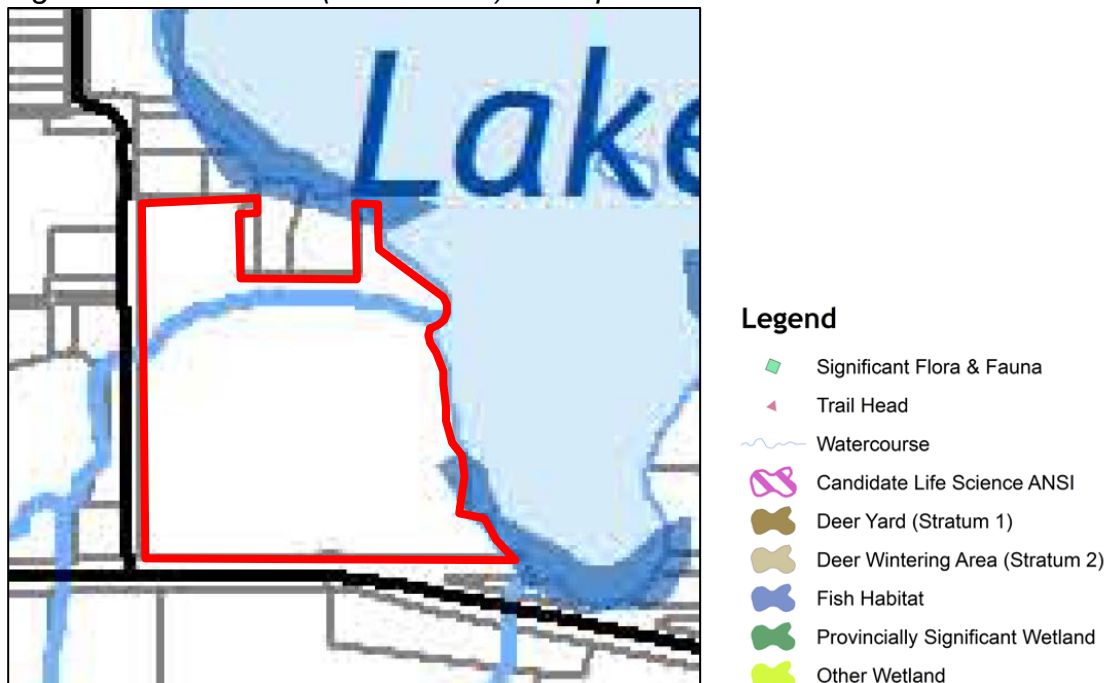 Lake
Legend
Significant Flora & Fauna
Trail Head
Watercourse
Candidate Life Science ANSI
Deer Yard (Stratum 1)
Deer Wintering Area (Stratum 2)
Fish Habitat
Provincially Significant Wetland
Other Wetland